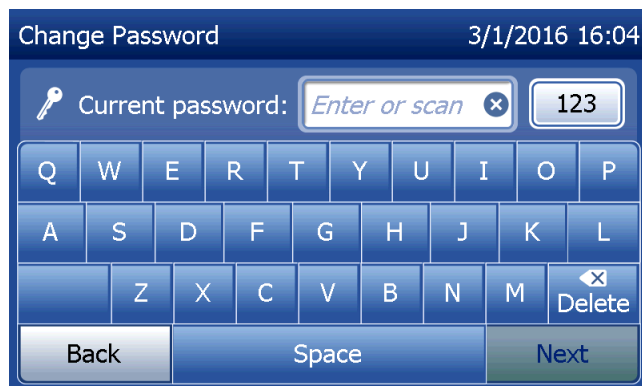 Change Password 3/1/2016 16:04
Current password: Enter or scan 123
Q W E R T Y U I O P
A S D F G H J K L
Z X C V B N M Delete
Back Space Next